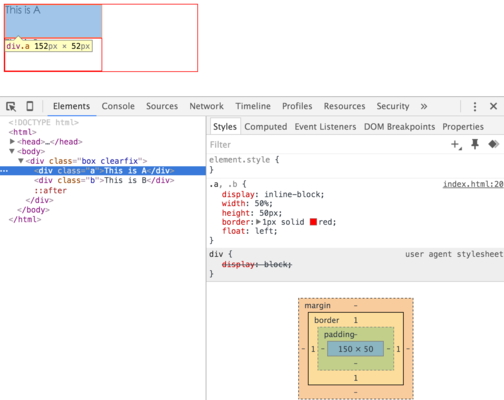 This is A
div.a 152px × 52px
Elements Console Sources Network Timeline Profiles Resources Security »
<!DOCTYPE html>
<html>
▶<head>…</head>
▼<body>
▼<div class="box clearfix">
<div class="a">This is A</div>
<div class="b">This is B</div>
::after
</div>
</body>
</html>
Styles Computed Event Listeners DOM Breakpoints Properties
Filter
element.style {
}
.a, .b { index.html:20
display: inline-block;
width: 50%;
height: 50px;
border:▶1px solid red;
float: left;
}
div { user agent stylesheet
display: block;
}
margin -
border 1
padding-
- 1 - 150 × 50 - 1 -
-
1
-